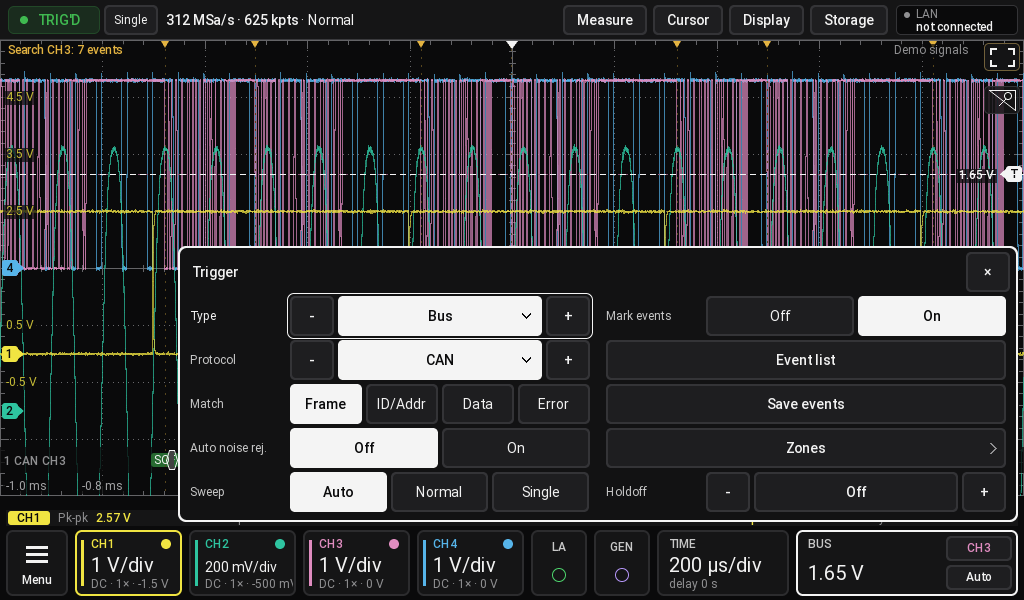 TRIG'D
Single
312 MSa/s · 625 kpts · Normal
Measure
Cursor
Display
Storage
LAN
not connected
Search CH3: 7 events
Demo signals
4.5 V
3.5 V
1.65 V
T
2.5 V
4
0.5 V
1
-0.5 V
2
1 CAN CH3
-1.0 ms
-0.8 ms
Trigger
×
Type
-
Bus
+
Mark events
Off
On
Protocol
-
CAN
+
Event list
Match
Frame
ID/Addr
Data
Error
Save events
Auto noise rej.
Off
On
Zones
Sweep
Auto
Normal
Single
Holdoff
-
Off
+
CH1
Pk-pk 2.57 V
Menu
CH1
1 V/div
DC · 1× · -1.5 V
CH2
200 mV/div
DC · 1× · -500 mV
CH3
1 V/div
DC · 1× · 0 V
CH4
1 V/div
DC · 1× · 0 V
LA
GEN
TIME
200 µs/div
delay 0 s
BUS
1.65 V
CH3
Auto